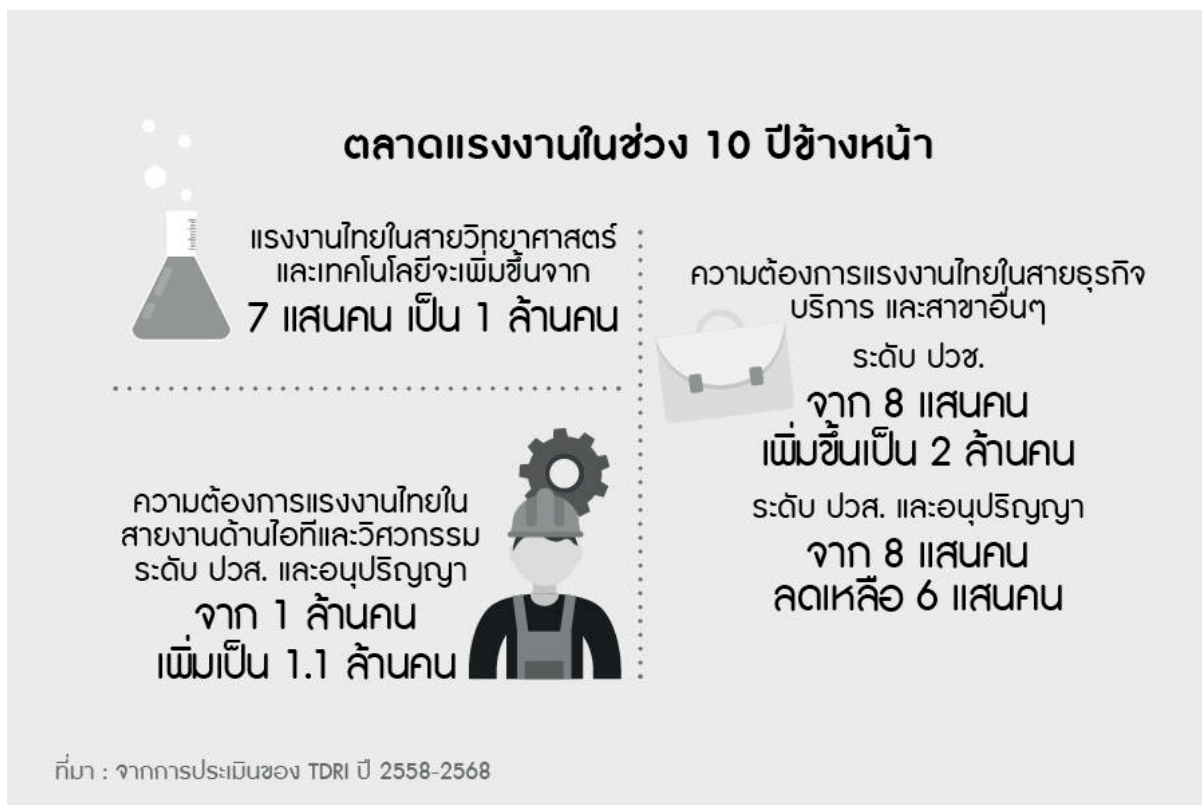 ตลาดแรงงานในช่วง 10 ปีข้างหน้า
แรงงานไทยในสายวิทยาศาสตร์
และเทคโนโลยีจะเพิ่มขึ้นจาก
7 แสนคน เป็น 1 ล้านคน
ความต้องการแรงงานไทยใน
สายงานด้านไอทีและวิศวกรรม
ระดับ ปวส. และอนุปริญญา
จาก 1 ล้านคน
เพิ่มเป็น 1.1 ล้านคน
ความต้องการแรงงานไทยในสายธุรกิจ
บริการ และสาขาอื่นๆ
ระดับ ปวช.
จาก 8 แสนคน
เพิ่มขึ้นเป็น 2 ล้านคน
ระดับ ปวส. และอนุปริญญา
จาก 8 แสนคน
ลดเหลือ 6 แสนคน
ที่มา : จากการประเมินของ TDRI ปี 2558-2568